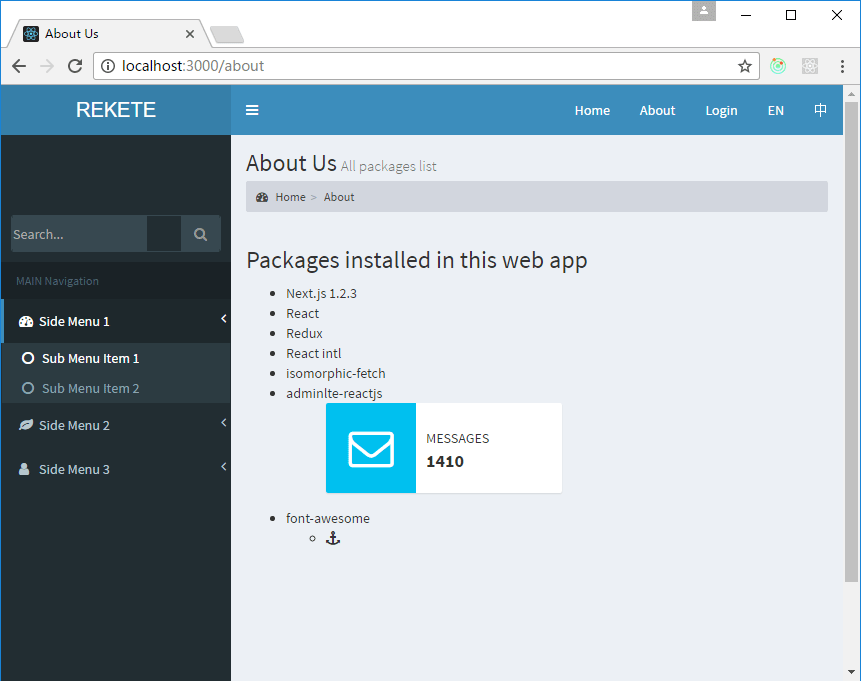 About Us
localhost:3000/about
REKETE
Home About Login EN 中
About Us All packages list
Home > About
Search...
MAIN Navigation
Side Menu 1
Sub Menu Item 1
Sub Menu Item 2
Side Menu 2
Side Menu 3
Packages installed in this web app
Next.js 1.2.3
React
Redux
React intl
isomorphic-fetch
adminlte-reactjs
MESSAGES
1410
font-awesome